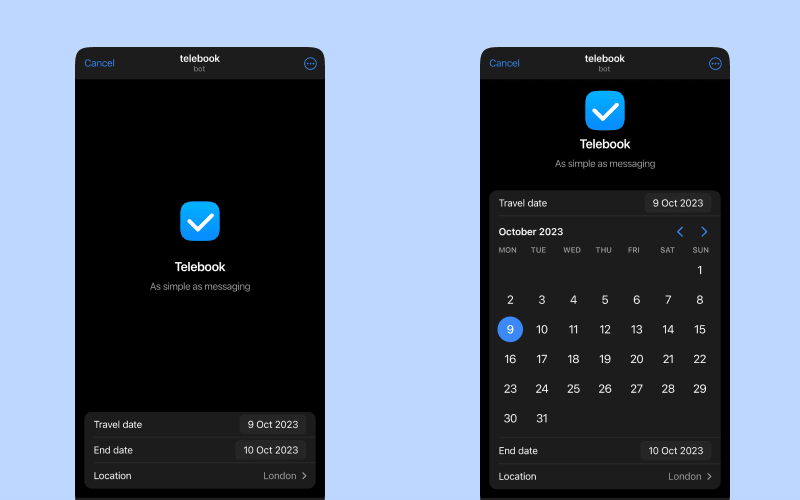 Cancel
telebook
bot
Telebook
As simple as messaging
Travel date 9 Oct 2023
End date 10 Oct 2023
Location London
Cancel
telebook
bot
Telebook
As simple as messaging
Travel date 9 Oct 2023
October 2023
MON TUE WED THU FRI SAT SUN
1
2 3 4 5 6 7 8
9 10 11 12 13 14 15
16 17 18 19 20 21 22
23 24 25 26 27 28 29
30 31
End date 10 Oct 2023
Location London